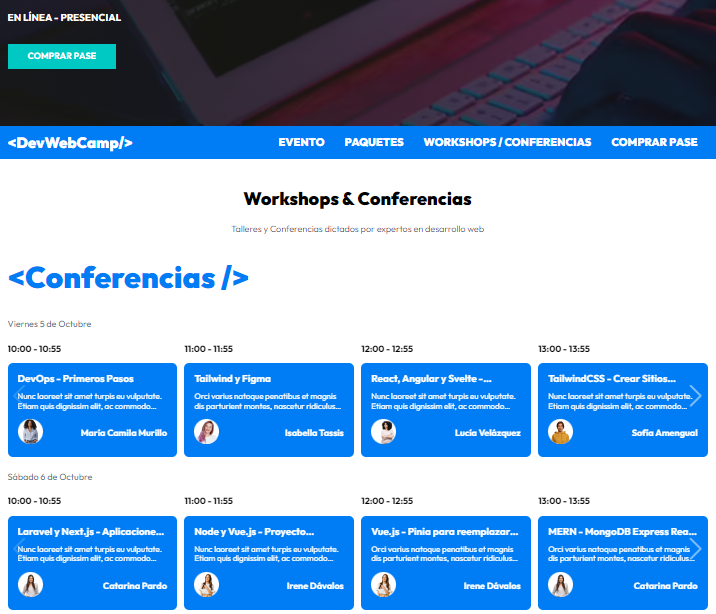 EN LÍNEA - PRESENCIAL
COMPRAR PASE
<DevWebCamp/>
EVENTO PAQUETES WORKSHOPS / CONFERENCIAS COMPRAR PASE
Workshops & Conferencias
Talleres y Conferencias dictados por expertos en desarrollo web
<Conferencias />
Viernes 5 de Octubre
10:00 - 10:55
DevOps - Primeros Pasos
Nunc laoreet sit amet turpis eu vulputate.
Etiam quis dignissim elit, ac commodo...
Maria Camila Murillo
11:00 - 11:55
Tailwind y Figma
Orci varius natoque penatibus et magnis
dis parturient montes, nascetur ridiculus...
Isabella Tassis
12:00 - 12:55
React, Angular y Svelte -...
Nunc laoreet sit amet turpis eu vulputate.
Etiam quis dignissim elit, ac commodo...
Lucia Velázquez
13:00 - 13:55
TailwindCSS - Crear Sitios...
Nunc laoreet sit amet turpis eu vulputate.
Etiam quis dignissim elit, ac commodo...
Sofía Amengual
Sábado 6 de Octubre
10:00 - 10:55
Laravel y Next.js - Aplicacione...
Nunc laoreet sit amet turpis eu vulputate.
Etiam quis dignissim elit, ac commodo...
Catarina Pardo
11:00 - 11:55
Node y Vue.js - Proyecto...
Nunc laoreet sit amet turpis eu vulputate.
Etiam quis dignissim elit, ac commodo...
Irene Dávalos
12:00 - 12:55
Vue.js - Pinia para reemplazar...
Orci varius natoque penatibus et magnis
dis parturient montes, nascetur ridiculus...
Irene Dávalos
13:00 - 13:55
MERN - MongoDB Express Rea...
Orci varius natoque penatibus et magnis
dis parturient montes, nascetur ridiculus...
Catarina Pardo